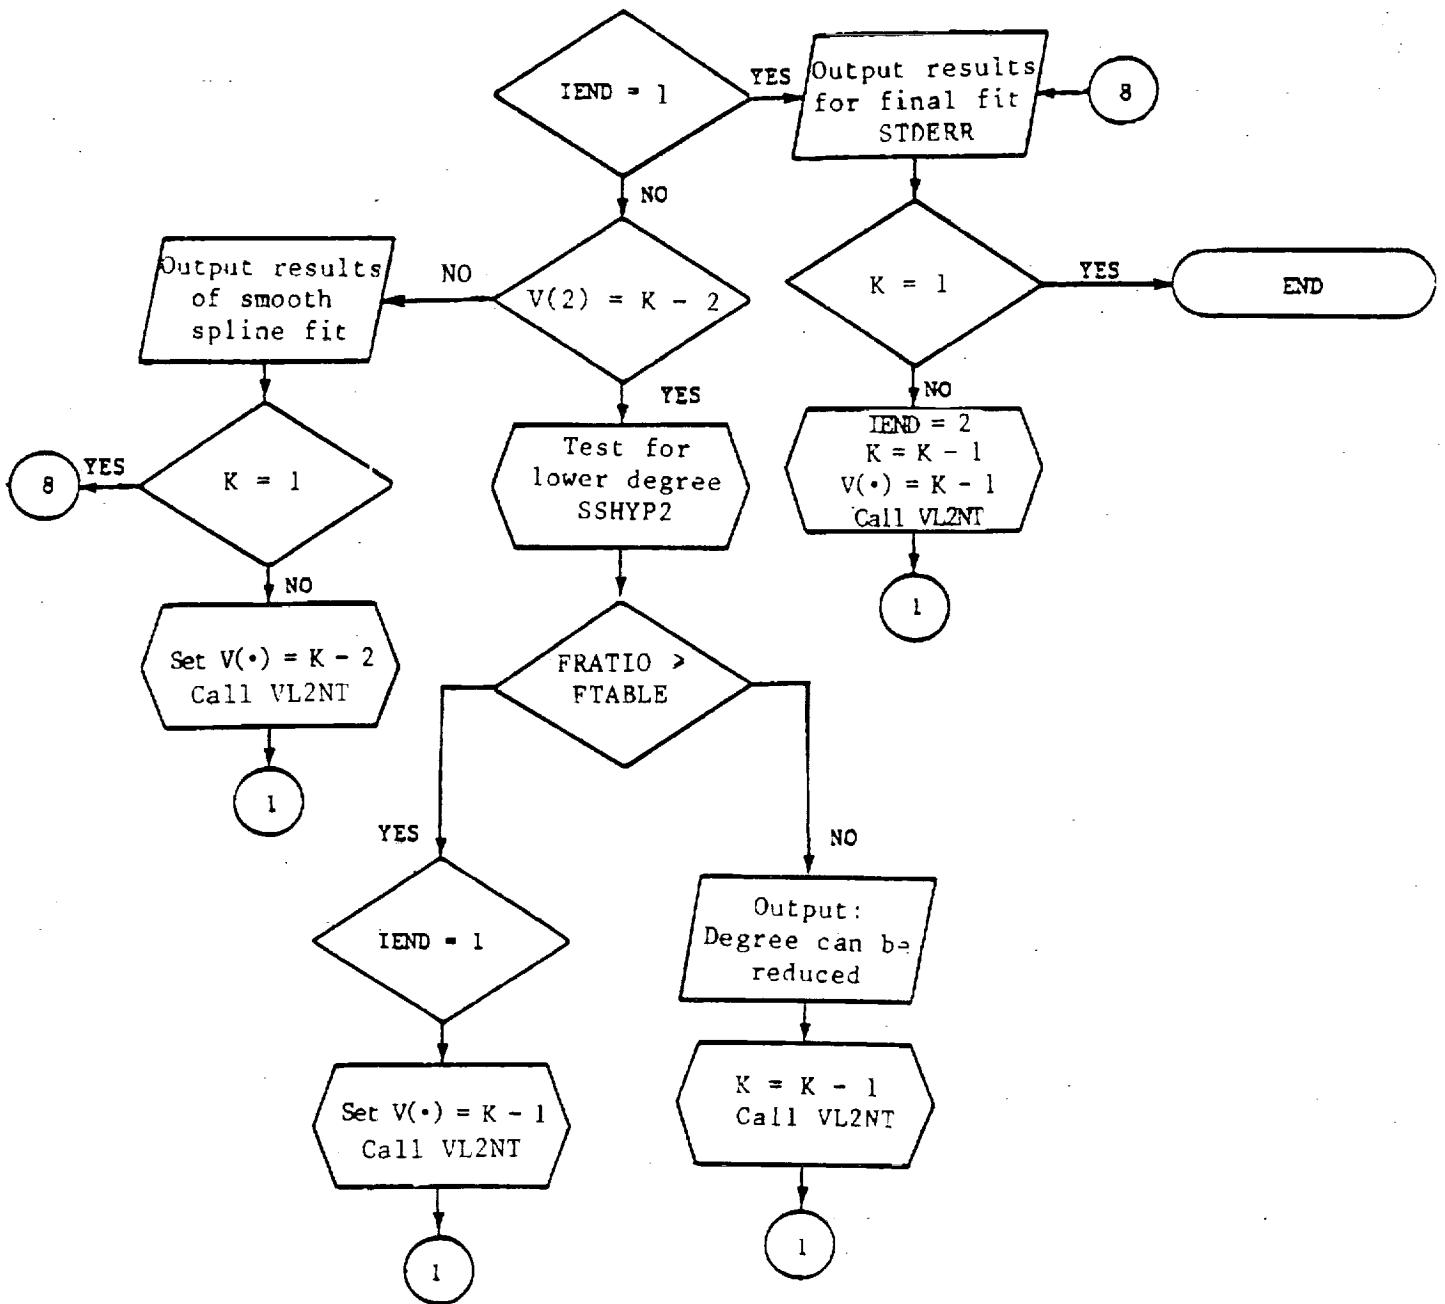 IEND = 1
YES
Output results
for final fit
STDERR
8
NO
K = 1
YES
END
NO
IEND = 2
K = K - 1
V(•) = K - 1
Call VL2NT
1
V(2) = K - 2
NO
Output results
of smooth
spline fit
K = 1
YES
8
NO
Set V(•) = K - 2
Call VL2NT
1
YES
Test for
lower degree
SSHYP2
FRATIO >
FTABLE
YES
IEND = 1
Set V(•) = K - 1
Call VL2NT
1
NO
Output:
Degree can be
reduced
K = K - 1
Call VL2NT
1